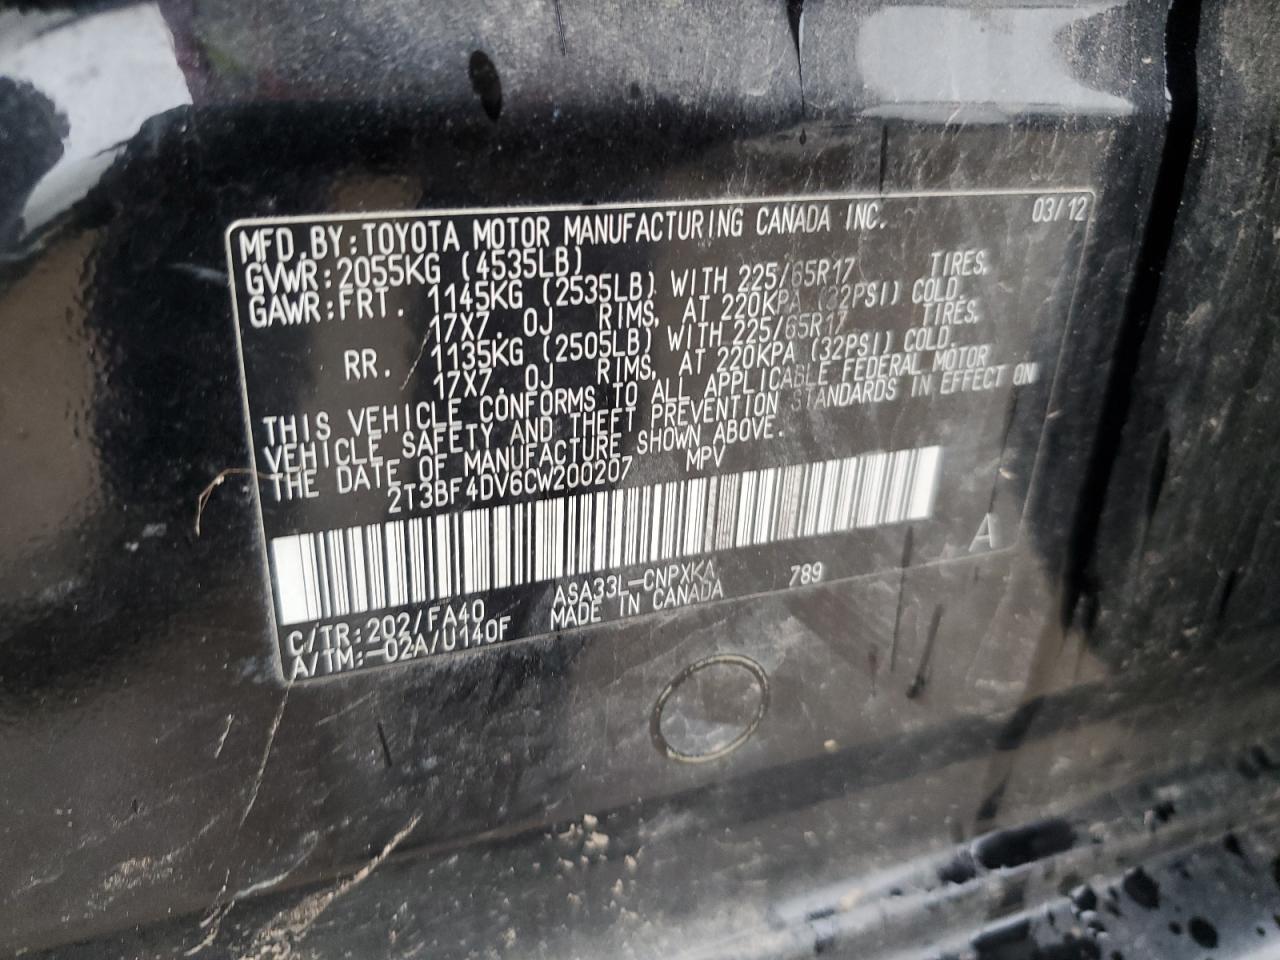 MFD.BY:TOYOTA MOTOR MANUFACTURING CANADA INC. 03/12
GVWR:2055KG (4535LB)
GAWR:FRT. 1145KG (2535LB) WITH 225/65R17 TIRES,
17X7.0J RIMS, AT 220KPA (32PSI) COLD.
RR. 1135KG (2505LB) WITH 225/65R17 TIRES,
17X7.0J RIMS, AT 220KPA (32PSI) COLD.
THIS VEHICLE CONFORMS TO ALL APPLICABLE FEDERAL MOTOR
VEHICLE SAFETY AND THEFT PREVENTION STANDARDS IN EFFECT ON
THE DATE OF MANUFACTURE SHOWN ABOVE.
2T3BF4DV6CW200207 MPV
A
C/TR:202/FA40 ASA33L-CNPXKA 789
A/TM:-02A/U140F MADE IN CANADA